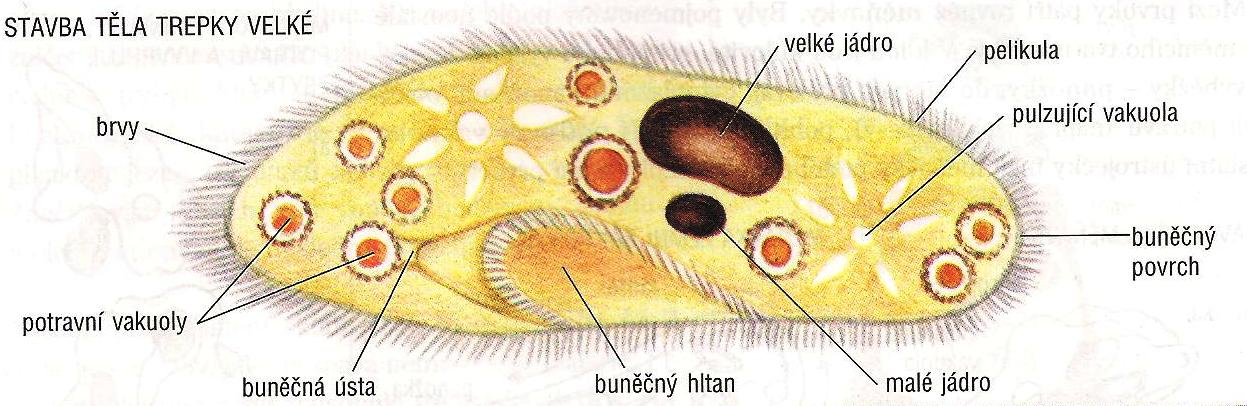 STAVBA TĚLA TREPKY VELKÉ
velké jádro
pelikula
pulzující vakuola
brvy
buněčný
povrch
potravní vakuoly
buněčná ústa
buněčný hltan
malé jádro